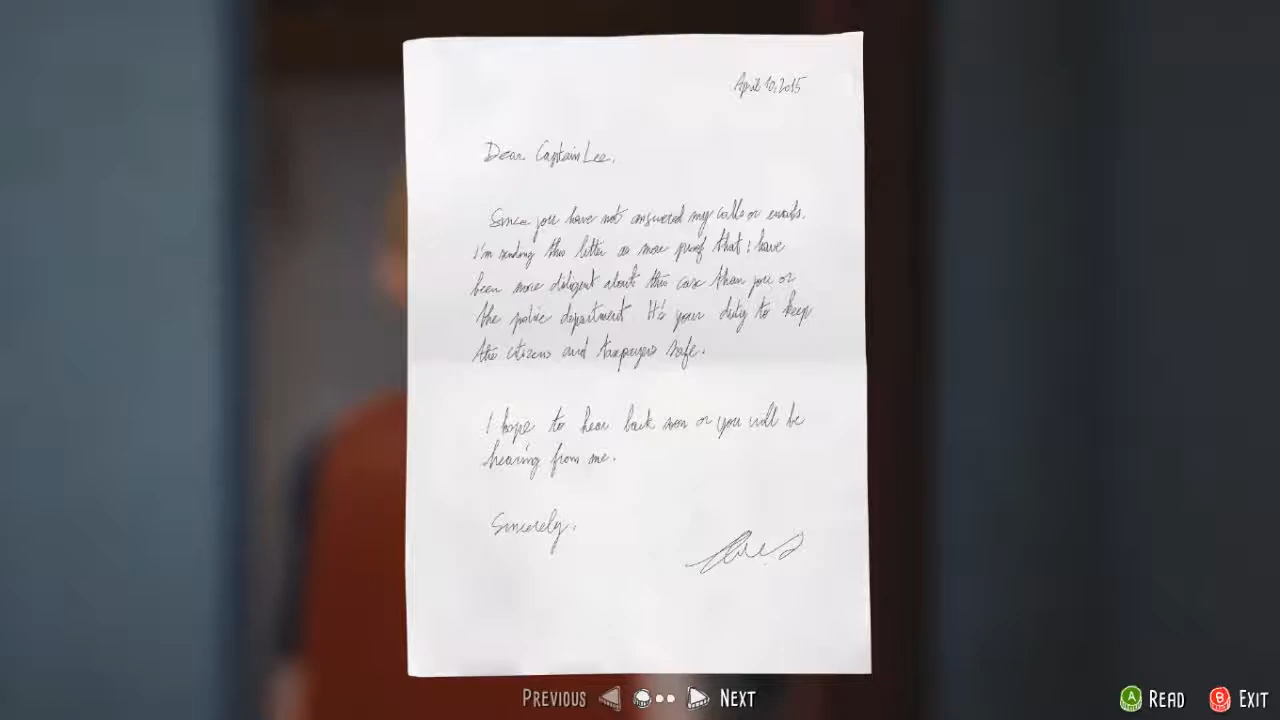 April 10, 2015
Dear Captain Lee,
Since you have not answered my calls or emails,
I'm sending this letter as more proof that I have
been more diligent about this case than you or
the police department. It's your duty to keep
the citizens and taxpayers safe.
I hope to hear back soon or you will be
hearing from me.
Sincerely,
PREVIOUS NEXT
A READ B EXIT